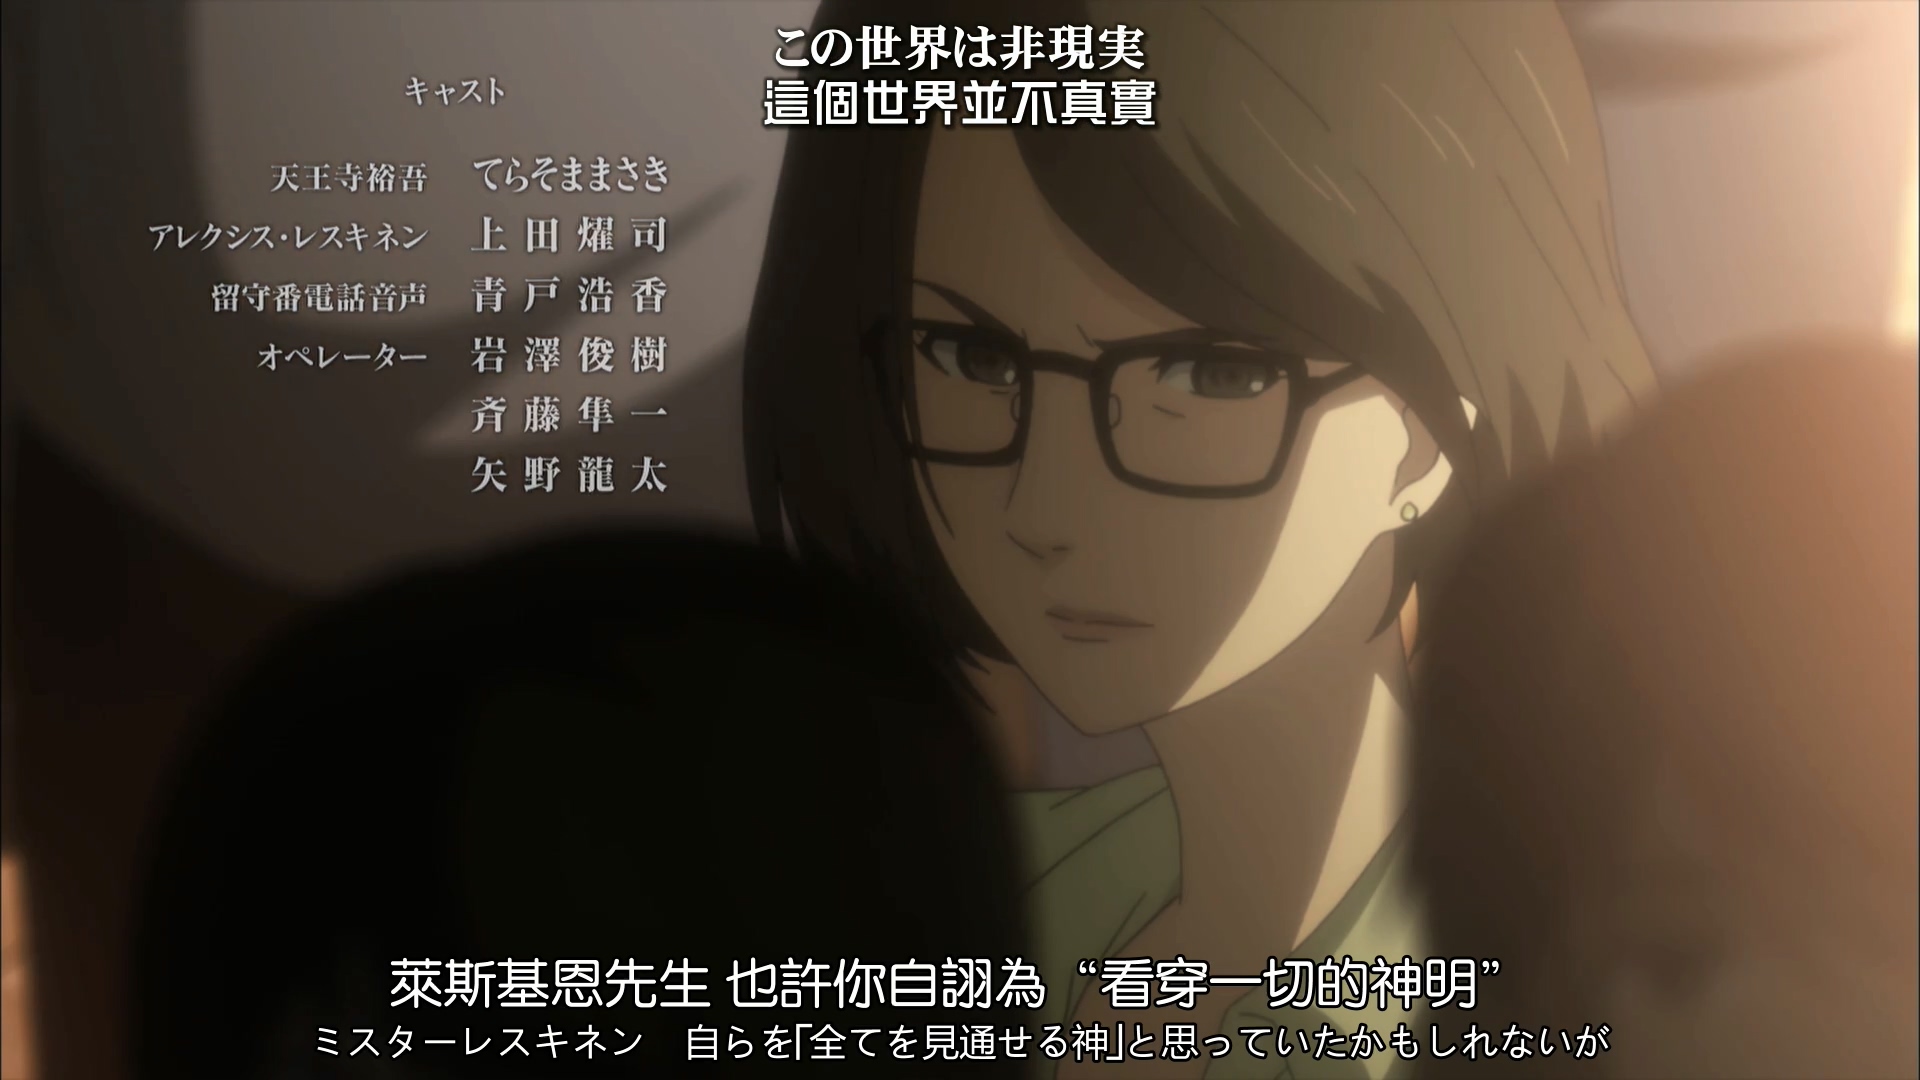 この世界は非現実
這個世界並不真實
キャスト
天王寺裕吾 てらそままさき
アレクシス・レスキネン 上田燿司
留守番電話音声 青戸浩香
オペレーター 岩澤俊樹
斉藤隼一
矢野龍太
萊斯基恩先生 也許你自詡為“看穿一切的神明”
ミスターレスキネン 自らを｢全てを見通せる神｣と思っていたかもしれないが